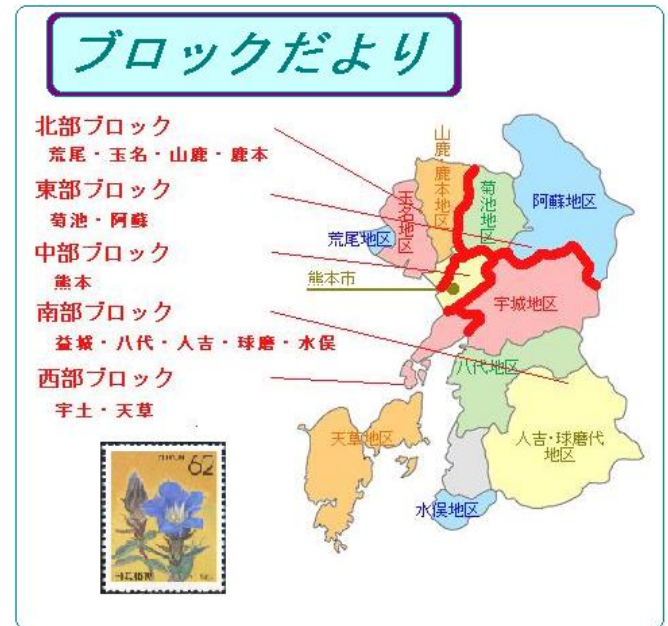 ブロックだより
北部ブロック
荒尾・玉名・山鹿・鹿本
東部ブロック
菊池・阿蘇
中部ブロック
熊本
南部ブロック
益城・八代・人吉・球磨・水俣
西部ブロック
宇土・天草
山鹿・鹿本地区
菊池地区
阿蘇地区
玉名地区
荒尾地区
熊本市
宇城地区
八代地区
天草地区
人吉・球磨代
地区
水俣地区
62